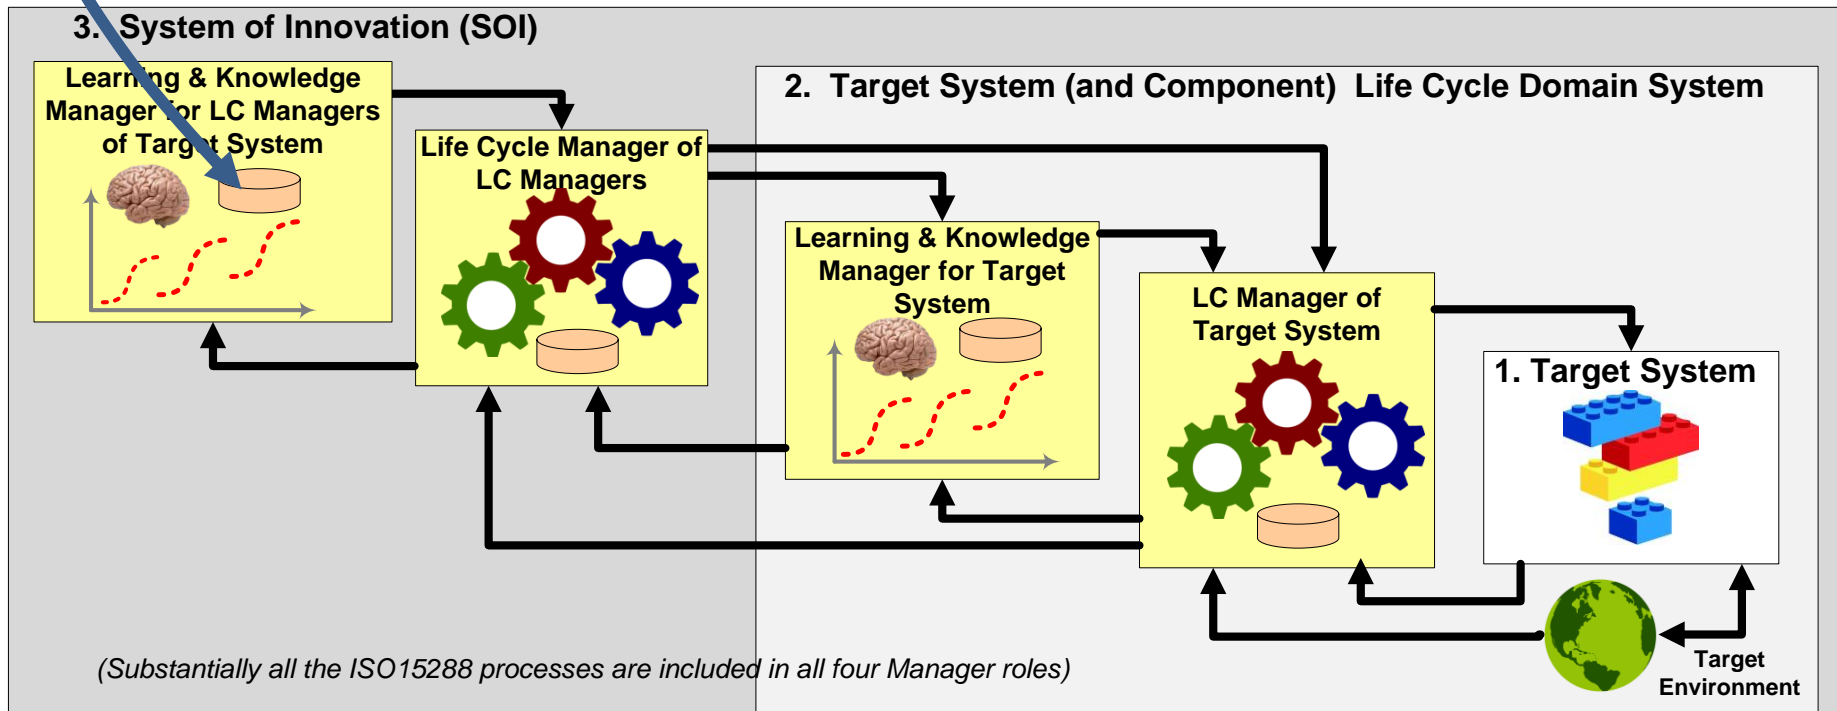 3. System of Innovation (SOI)
Learning & Knowledge
Manager for LC Managers
of Target System
2. Target System (and Component) Life Cycle Domain System
Life Cycle Manager of
LC Managers
Learning & Knowledge
Manager for Target
System
LC Manager of
Target System
1. Target System
(Substantially all the ISO15288 processes are included in all four Manager roles)
Target
Environment